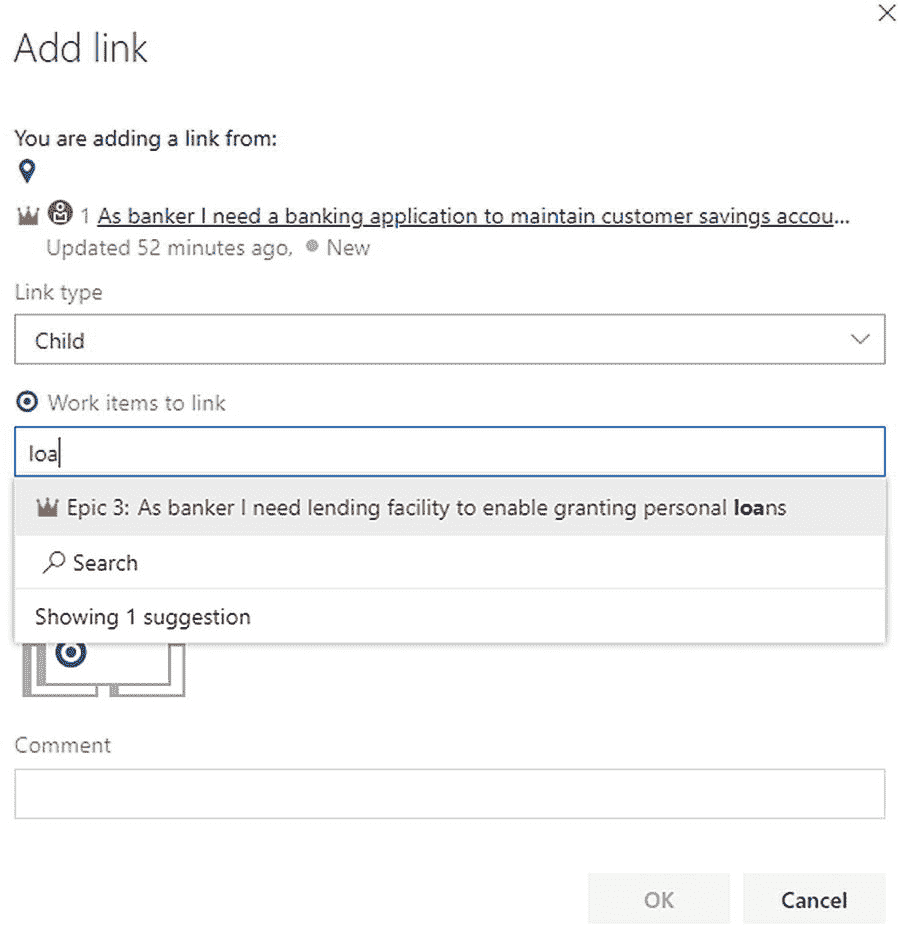 Add link
You are adding a link from:
1 As banker I need a banking application to maintain customer savings accou...
Updated 52 minutes ago, New
Link type
Child
Work items to link
loa
Epic 3: As banker I need lending facility to enable granting personal loans
Search
Showing 1 suggestion
Comment
OK Cancel